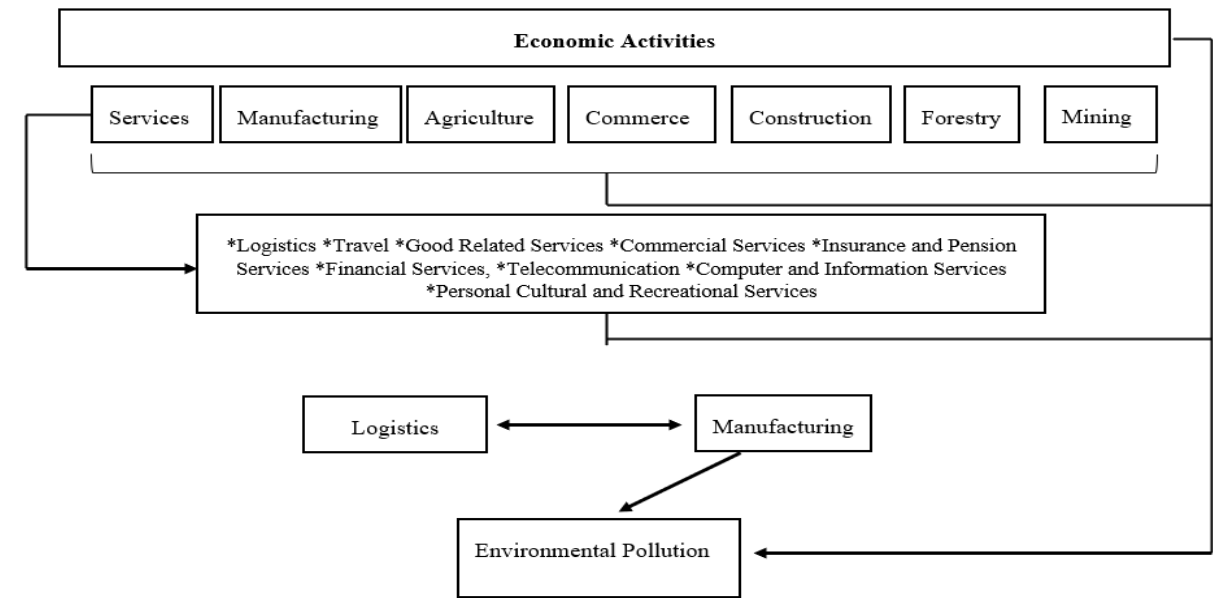 Economic Activities
Services
Manufacturing
Agriculture
Commerce
Construction
Forestry
Mining
*Logistics *Travel *Good Related Services *Commercial Services *Insurance and Pension
Services *Financial Services, *Telecommunication *Computer and Information Services
*Personal Cultural and Recreational Services
Logistics
Manufacturing
Environmental Pollution